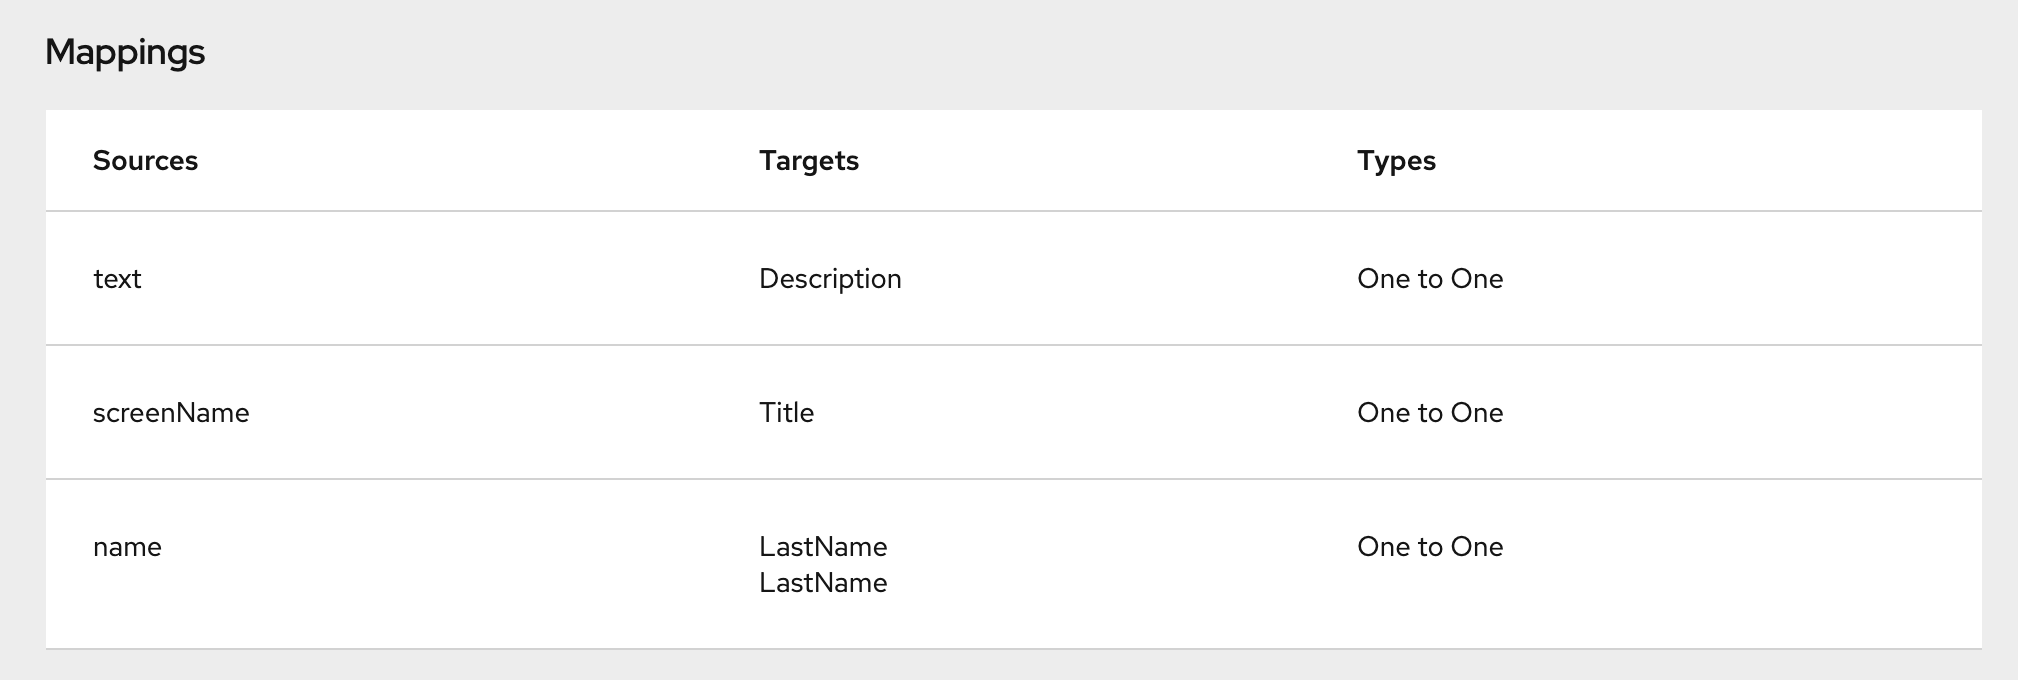 Mappings
Sources Targets Types
text Description One to One
screenName Title One to One
name LastName One to One
LastName